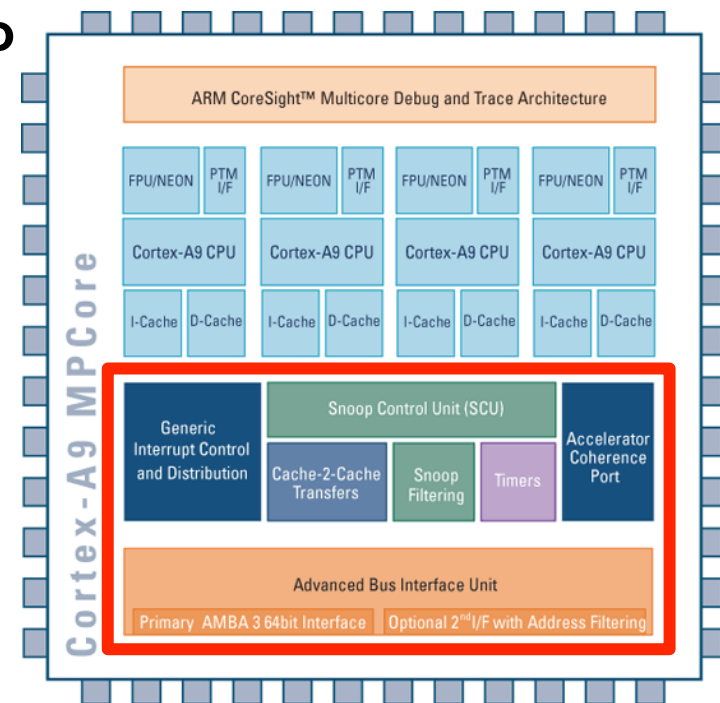 ARM CoreSight™ Multicore Debug and Trace Architecture
FPU/NEON
PTM
I/F
FPU/NEON
PTM
I/F
FPU/NEON
PTM
I/F
FPU/NEON
PTM
I/F
Cortex-A9 CPU
Cortex-A9 CPU
Cortex-A9 CPU
Cortex-A9 CPU
I-Cache
D-Cache
I-Cache
D-Cache
I-Cache
D-Cache
I-Cache
D-Cache
Cortex-A9 MPCore
Generic
Interrupt Control
and Distribution
Snoop Control Unit (SCU)
Cache-2-Cache
Transfers
Snoop
Filtering
Timers
Accelerator
Coherence
Port
Advanced Bus Interface Unit
Primary AMBA 3 64bit Interface
Optional 2nd I/F with Address Filtering